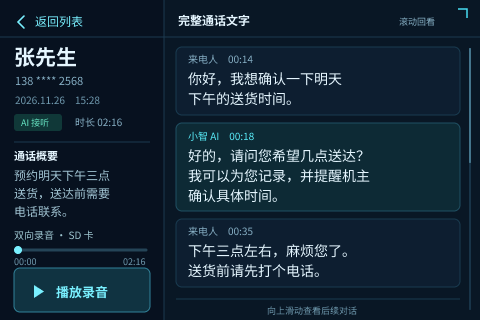 返回列表
张先生
138 **** 2568
2026.11.26 15:28
AI 接听 时长 02:16
通话概要
预约明天下午三点
送货，送达前需要
电话联系。
双向录音 · SD 卡
00:00 02:16
播放录音
完整通话文字 滚动回看
来电人 00:14
你好，我想确认一下明天
下午的送货时间。
小智 AI 00:18
好的，请问您希望几点送达？
我可以为您记录，并提醒机主
确认具体时间。
来电人 00:35
下午三点左右，麻烦您了。
送货前请先打个电话。
向上滑动查看后续对话